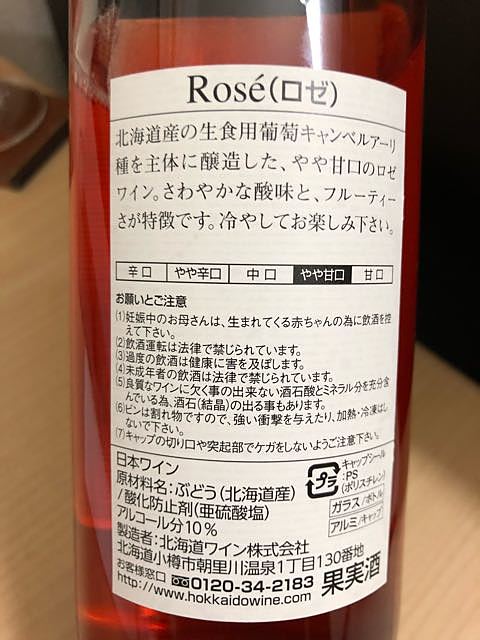 Rosé(ロゼ)
北海道産の生食用葡萄キャンベルアーリ
種を主体に醸造した、やや甘口のロゼ
ワイン。さわやかな酸味と、フルーティー
さが特徴です。冷やしてお楽しみ下さい。
辛口 やや辛口 中口 やや甘口 甘口
お願いとご注意
(1)妊娠中のお母さんは、生まれてくる赤ちゃんの為に飲酒を控
えて下さい。
(2)飲酒運転は法律で禁じられています。
(3)過度の飲酒は健康に害を及ぼします。
(4)未成年者の飲酒は法律で禁じられています。
(5)良質なワインに欠く事の出来ない酒石酸とミネラル分を充分含
んでいる為、酒石(結晶)の出る事もあります。
(6)ビンは割れ物ですので、強い衝撃を与えたり、加熱・冷凍はし
ないで下さい。
(7)キャップの切り口や突起部でケガをしないようご注意下さい。
日本ワイン
原材料名:ぶどう(北海道産)
/酸化防止剤(亜硫酸塩)
アルコール分10%
プラ
キャップシール
:PS
(ポリスチレン)
ガラス/ボトル
アルミ/キャップ
製造者:北海道ワイン株式会社
北海道小樽市朝里川温泉1丁目130番地
お客様窓口 0120-34-2183
http://www.hokkaidowine.com
果実酒